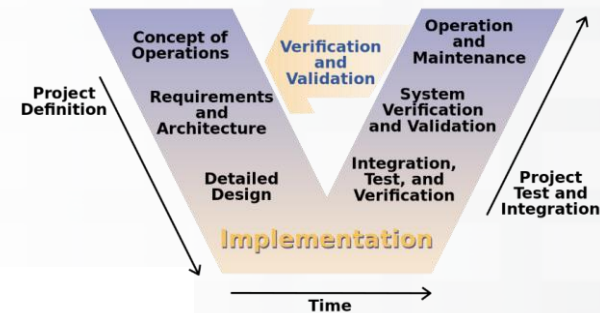 Concept of
Operations
Verification
and
Validation
Operation
and
Maintenance
Project
Definition
Requirements
and
Architecture
System
Verification
and Validation
Detailed
Design
Integration,
Test, and
Verification
Project
Test and
Integration
Implementation
Time